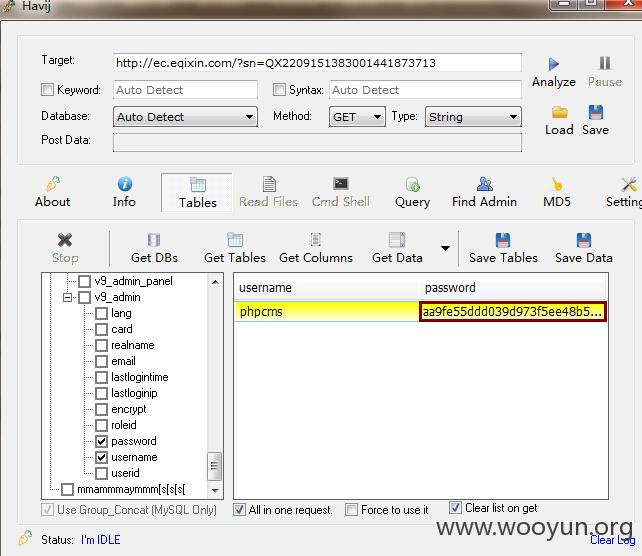 Havij
Target: http://ec.eqixin.com/?sn=QX2209151383001441873713
Analyze Pause
Keyword: Auto Detect Syntax: Auto Detect
Database: Auto Detect Method: GET Type: String
Load Save
Post Data:
About Info Tables Read Files Cmd Shell Query Find Admin MD5 Setting
Stop Get DBs Get Tables Get Columns Get Data Save Tables Save Data
v9_admin_panel
v9_admin
lang
card
realname
email
lastlogintime
lastloginip
encrypt
roleid
password
username
userid
mmammmaymmm[s[s[s[
username password
phpcms aa9fe55ddd039d973f5ee48b5...
Use Group_Concat (MySQL Only) All in one request. Force to use it Clear list on get
www.wooyun.org
Status: I'm IDLE Clear Log